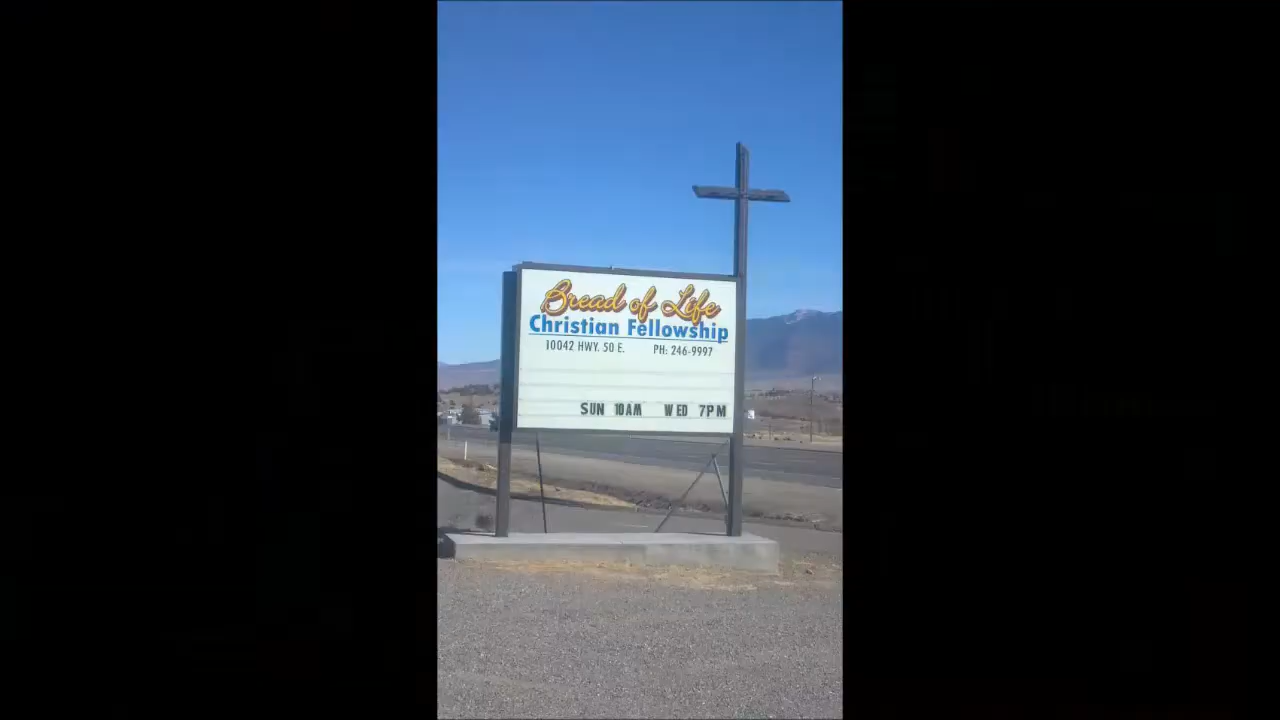 Bread of Life
Christian Fellowship
10042 HWY. 50 E. PH: 246-9997
SUN 10AM WED 7PM